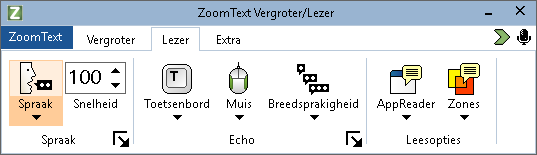 Z ZoomText Vergroter/Lezer
ZoomText Vergroter Lezer Extra
100 T
Spraak Snelheid Toetsenbord Muis Breedsprakigheid AppReader Zones
Spraak Echo Leesopties